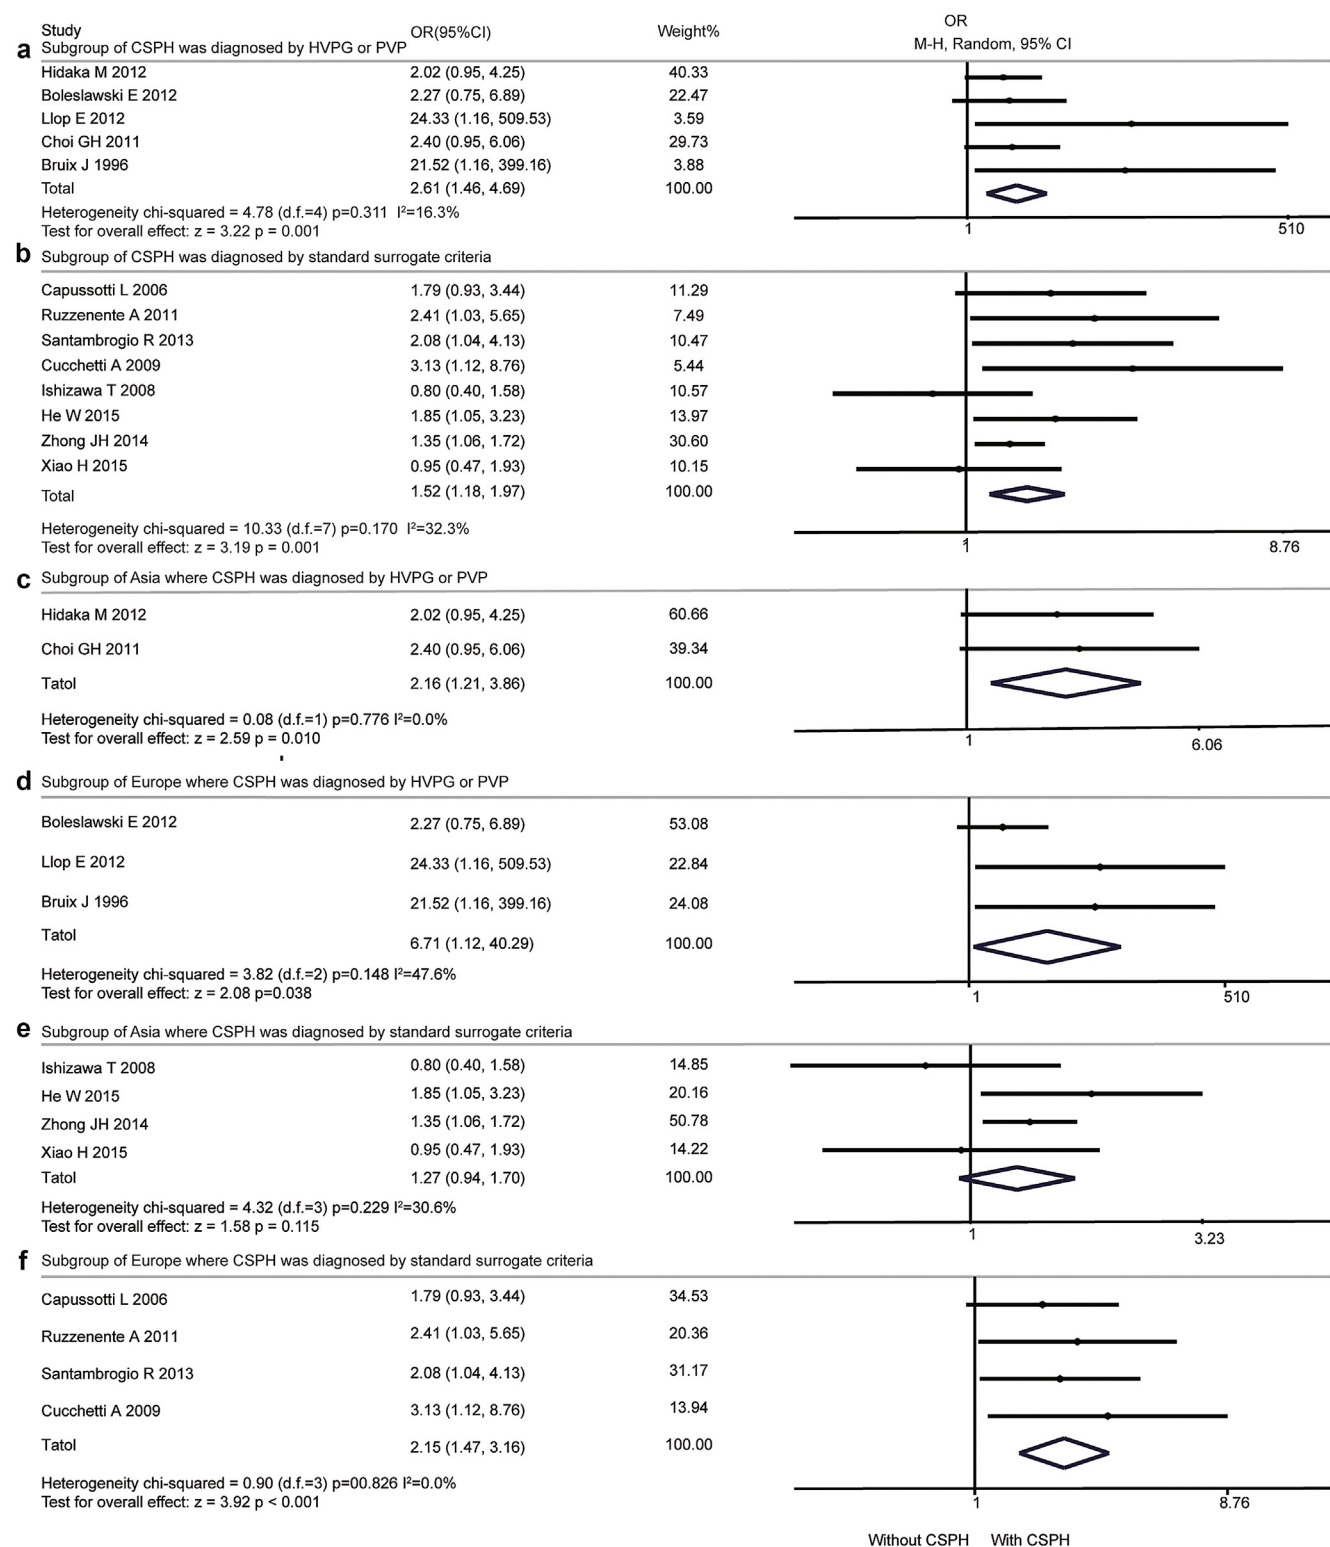 Study OR(95%CI) Weight% OR
a Subgroup of CSPH was diagnosed by HVPG or PVP M-H, Random, 95% CI
Hidaka M 2012 2.02 (0.95, 4.25) 40.33
Boleslawski E 2012 2.27 (0.75, 6.89) 22.47
Llop E 2012 24.33 (1.16, 509.53) 3.59
Choi GH 2011 2.40 (0.95, 6.06) 29.73
Bruix J 1996 21.52 (1.16, 399.16) 3.88
Total 2.61 (1.46, 4.69) 100.00
Heterogeneity chi-squared = 4.78 (d.f.=4) p=0.311 I²=16.3%
Test for overall effect: z = 3.22 p = 0.001
1 510
b Subgroup of CSPH was diagnosed by standard surrogate criteria
Capussotti L 2006 1.79 (0.93, 3.44) 11.29
Ruzzenente A 2011 2.41 (1.03, 5.65) 7.49
Santambrogio R 2013 2.08 (1.04, 4.13) 10.47
Cucchetti A 2009 3.13 (1.12, 8.76) 5.44
Ishizawa T 2008 0.80 (0.40, 1.58) 10.57
He W 2015 1.85 (1.05, 3.23) 13.97
Zhong JH 2014 1.35 (1.06, 1.72) 30.60
Xiao H 2015 0.95 (0.47, 1.93) 10.15
Total 1.52 (1.18, 1.97) 100.00
Heterogeneity chi-squared = 10.33 (d.f.=7) p=0.170 I²=32.3%
Test for overall effect: z = 3.19 p = 0.001
1 8.76
c Subgroup of Asia where CSPH was diagnosed by HVPG or PVP
Hidaka M 2012 2.02 (0.95, 4.25) 60.66
Choi GH 2011 2.40 (0.95, 6.06) 39.34
Tatol 2.16 (1.21, 3.86) 100.00
Heterogeneity chi-squared = 0.08 (d.f.=1) p=0.776 I²=0.0%
Test for overall effect: z = 2.59 p = 0.010
1 6.06
d Subgroup of Europe where CSPH was diagnosed by HVPG or PVP
Boleslawski E 2012 2.27 (0.75, 6.89) 53.08
Llop E 2012 24.33 (1.16, 509.53) 22.84
Bruix J 1996 21.52 (1.16, 399.16) 24.08
Tatol 6.71 (1.12, 40.29) 100.00
Heterogeneity chi-squared = 3.82 (d.f.=2) p=0.148 I²=47.6%
Test for overall effect: z = 2.08 p=0.038
1 510
e Subgroup of Asia where CSPH was diagnosed by standard surrogate criteria
Ishizawa T 2008 0.80 (0.40, 1.58) 14.85
He W 2015 1.85 (1.05, 3.23) 20.16
Zhong JH 2014 1.35 (1.06, 1.72) 50.78
Xiao H 2015 0.95 (0.47, 1.93) 14.22
Tatol 1.27 (0.94, 1.70) 100.00
Heterogeneity chi-squared = 4.32 (d.f.=3) p=0.229 I²=30.6%
Test for overall effect: z = 1.58 p = 0.115
1 3.23
f Subgroup of Europe where CSPH was diagnosed by standard surrogate criteria
Capussotti L 2006 1.79 (0.93, 3.44) 34.53
Ruzzenente A 2011 2.41 (1.03, 5.65) 20.36
Santambrogio R 2013 2.08 (1.04, 4.13) 31.17
Cucchetti A 2009 3.13 (1.12, 8.76) 13.94
Tatol 2.15 (1.47, 3.16) 100.00
Heterogeneity chi-squared = 0.90 (d.f.=3) p=00.826 I²=0.0%
Test for overall effect: z = 3.92 p < 0.001
1 8.76
Without CSPH With CSPH